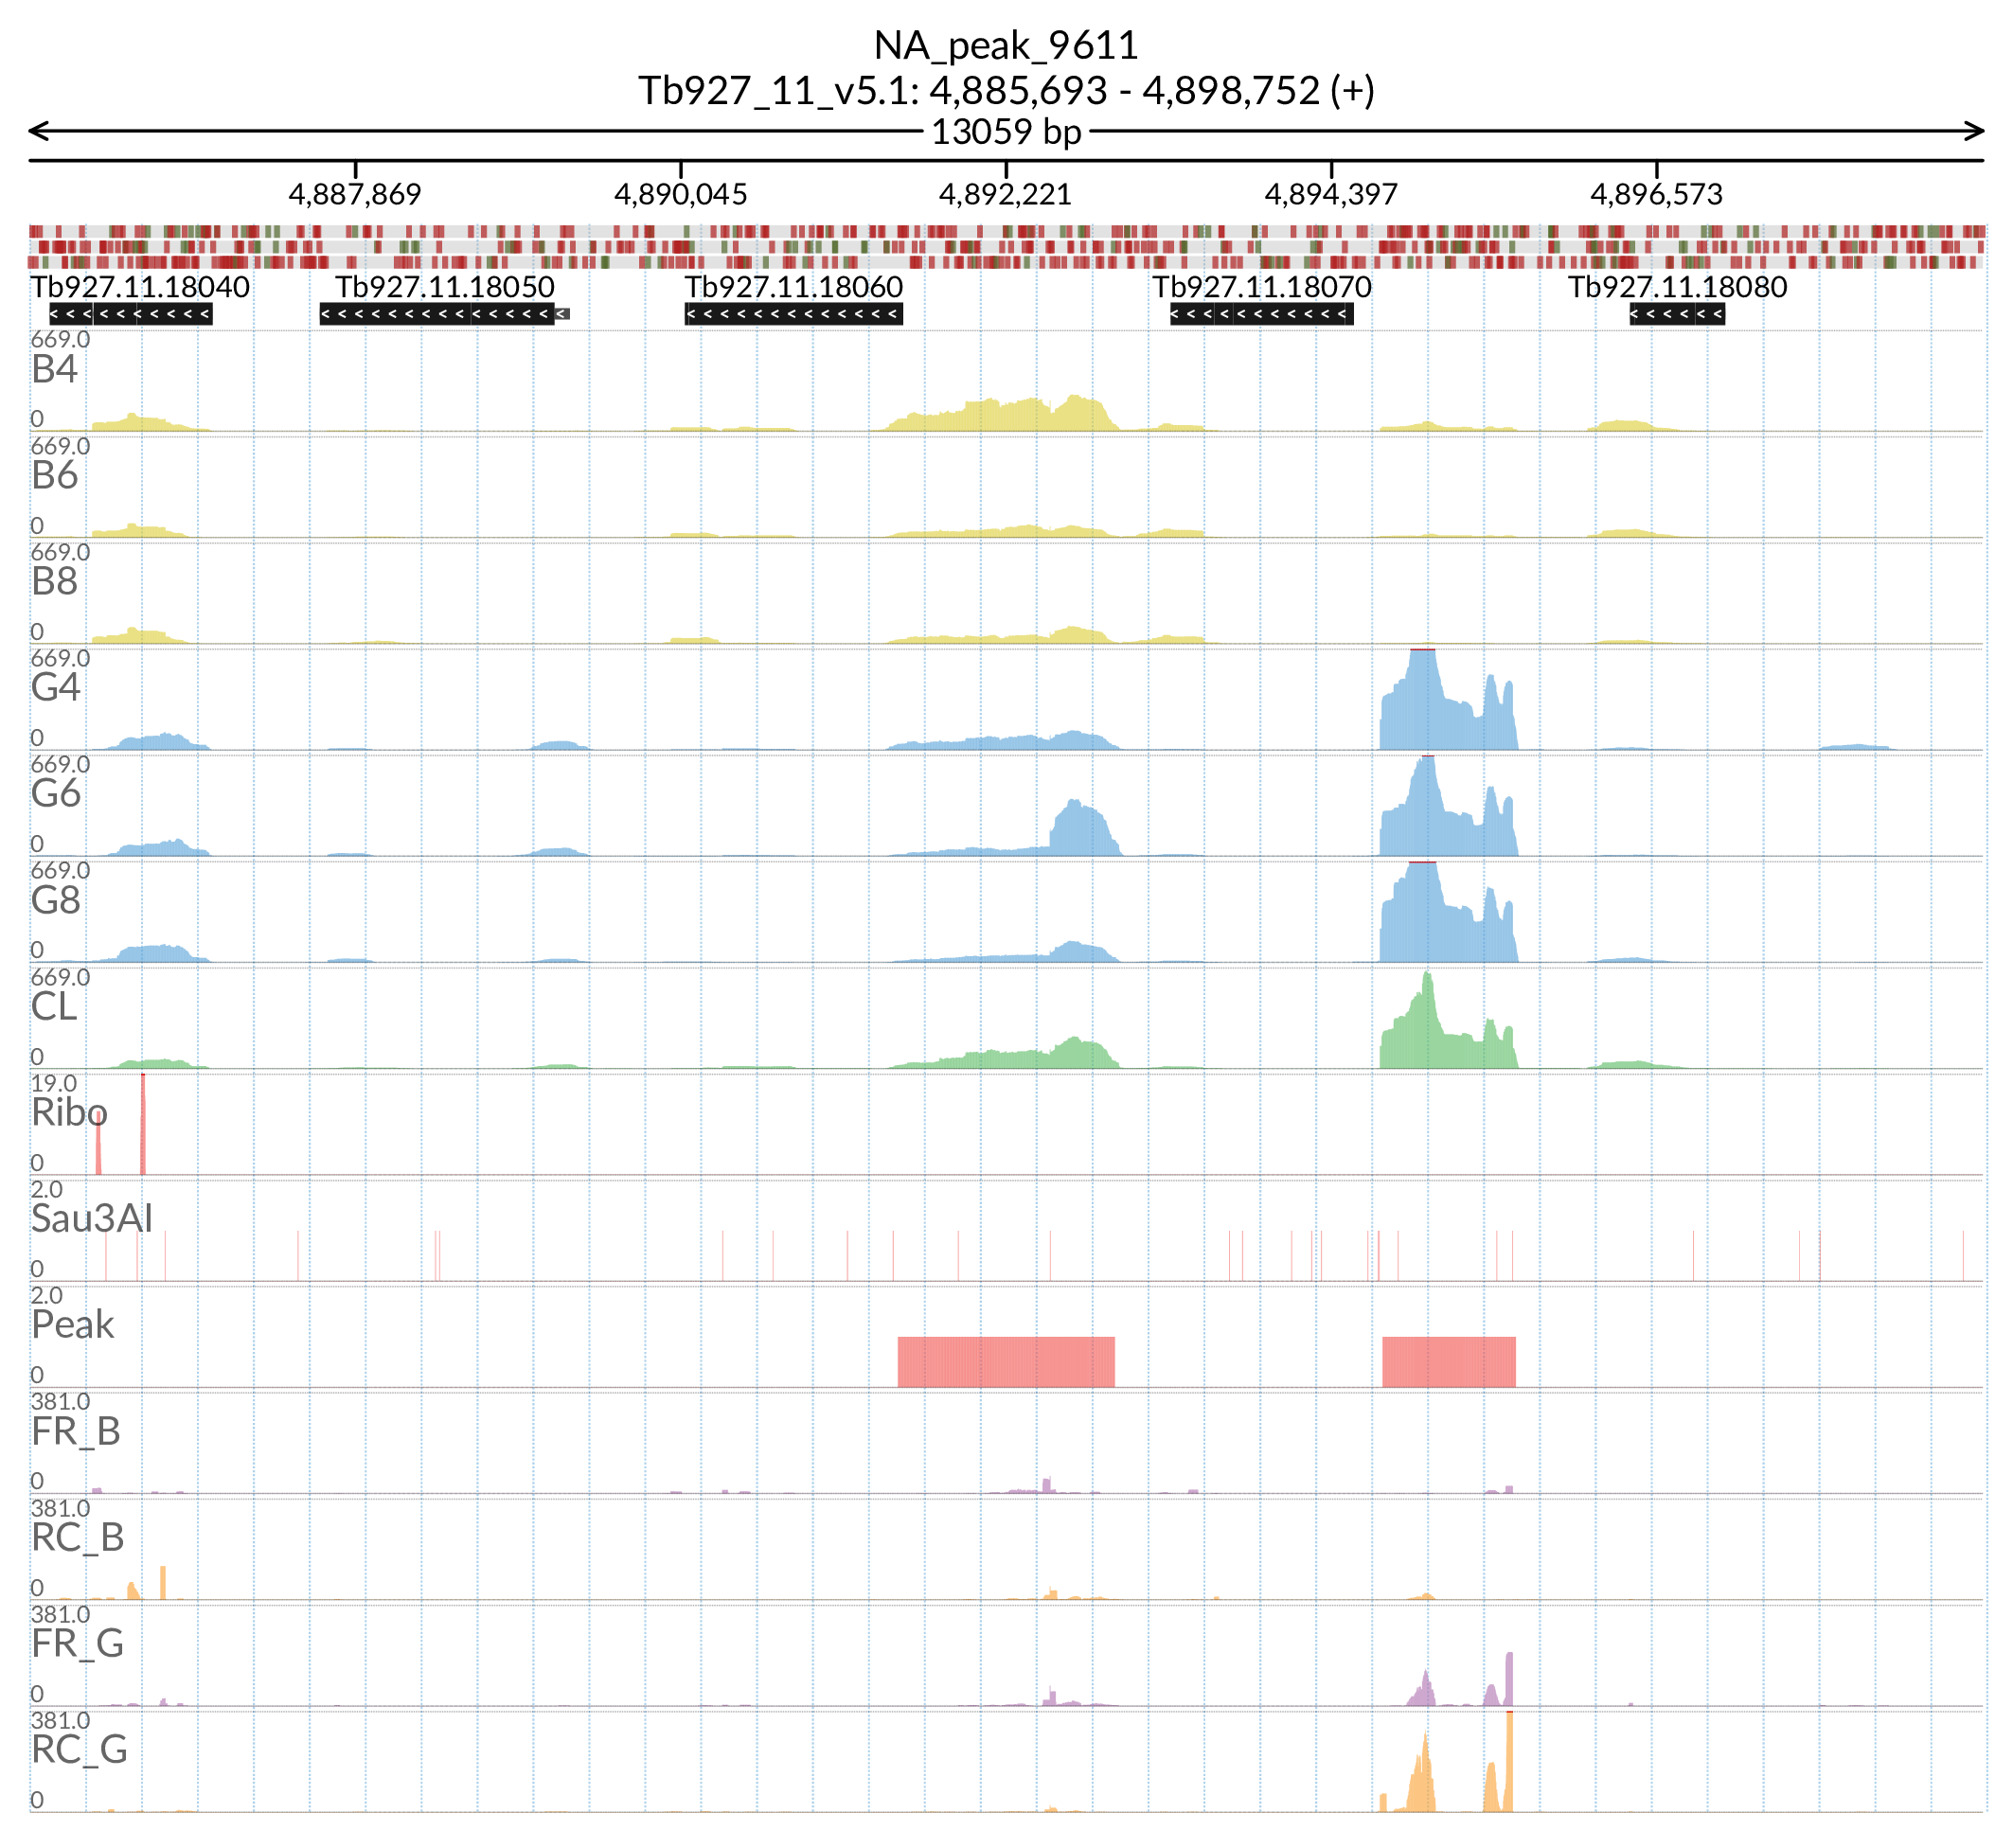 NA_peak_9611
Tb927_11_v5.1: 4,885,693 - 4,898,752 (+)
13059 bp
4,887,869 4,890,045 4,892,221 4,894,397 4,896,573
Tb927.11.18040 Tb927.11.18050 Tb927.11.18060 Tb927.11.18070 Tb927.11.18080
669.0
B4
0
669.0
B6
0
669.0
B8
0
669.0
G4
0
669.0
G6
0
669.0
G8
0
669.0
CL
0
19.0
Ribo
0
2.0
Sau3AI
0
2.0
Peak
0
381.0
FR_B
0
381.0
RC_B
0
381.0
FR_G
0
381.0
RC_G
0